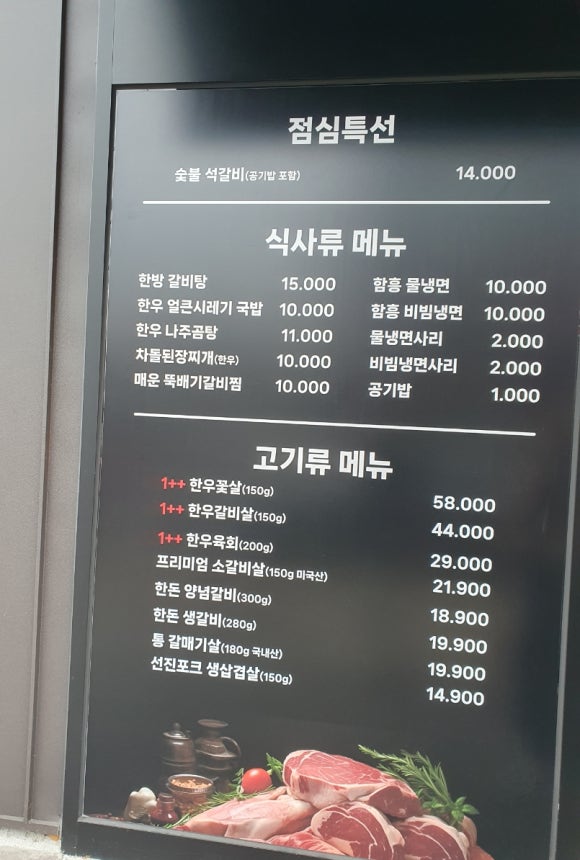 점심특선
숯불 석갈비(공기밥 포함) 14.000
식사류 메뉴
한방 갈비탕 15.000 함흥 물냉면 10.000
한우 얼큰시레기 국밥 10.000 함흥 비빔냉면 10.000
한우 나주곰탕 11.000 물냉면사리 2.000
차돌된장찌개(한우) 10.000 비빔냉면사리 2.000
매운 뚝배기갈비찜 10.000 공기밥 1.000
고기류 메뉴
1++ 한우꽃살(150g) 58.000
1++ 한우갈비살(150g) 44.000
1++ 한우육회(200g) 29.000
프리미엄 소갈비살(150g 미국산) 21.900
한돈 양념갈비(300g) 18.900
한돈 생갈비(280g) 19.900
통 갈매기살(180g 국내산) 19.900
선진포크 생삼겹살(150g) 14.900